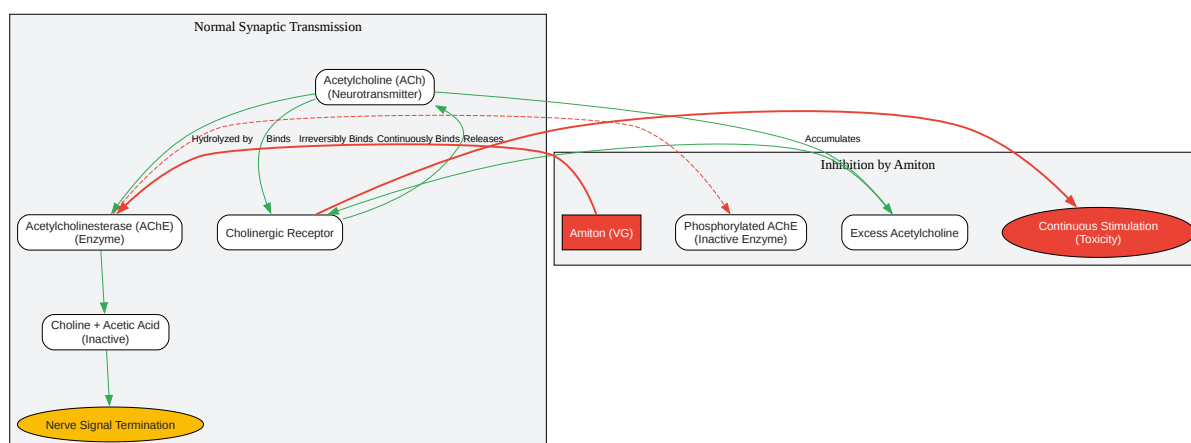 Normal Synaptic Transmission
Acetylcholine (ACh)
(Neurotransmitter)
Hydrolyzed by
Binds
Irreversibly Binds
Continuously Binds
Releases
Accumulates
Inhibition by Amiton
Acetylcholinesterase (AChE)
(Enzyme)
Cholinergic Receptor
Amiton (VG)
Phosphorylated AChE
(Inactive Enzyme)
Excess Acetylcholine
Continuous Stimulation
(Toxicity)
Choline + Acetic Acid
(Inactive)
Nerve Signal Termination